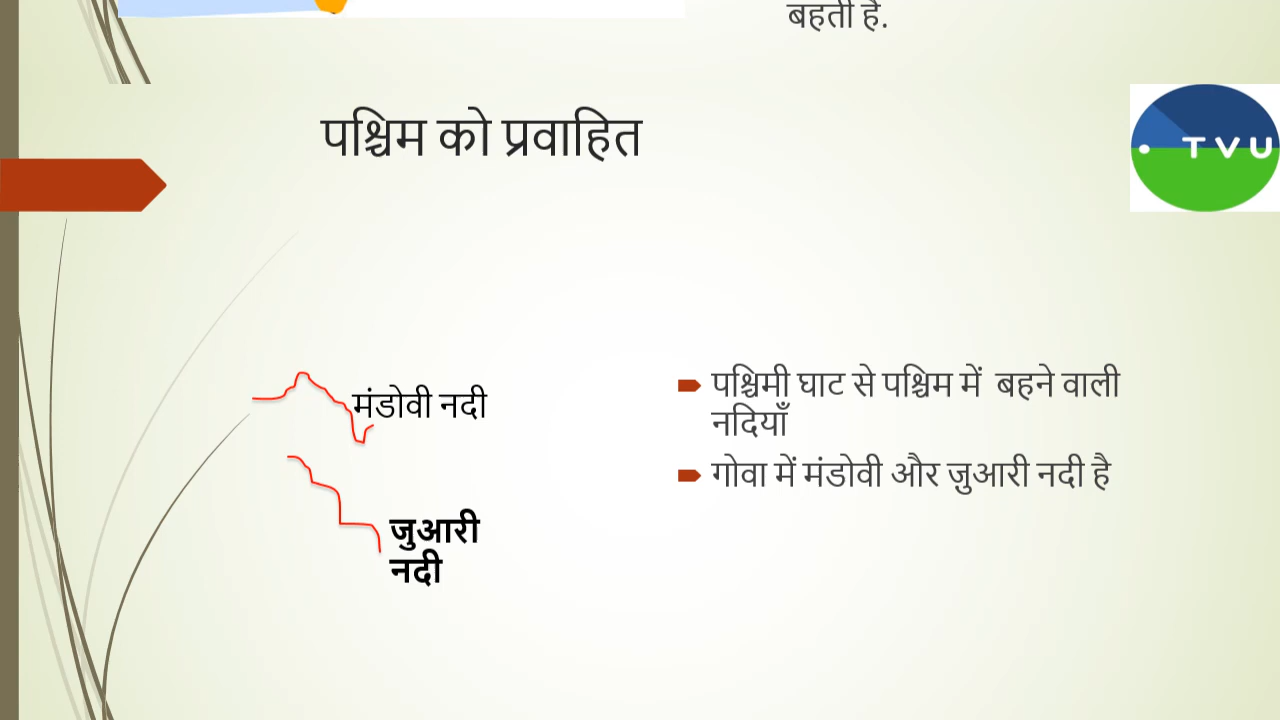 बहती है.
पश्चिम को प्रवाहित
TVU
मंडोवी नदी
जुआरी
नदी
पश्चिमी घाट से पश्चिम में बहने वाली
नदियाँ
गोवा में मंडोवी और जुआरी नदी है